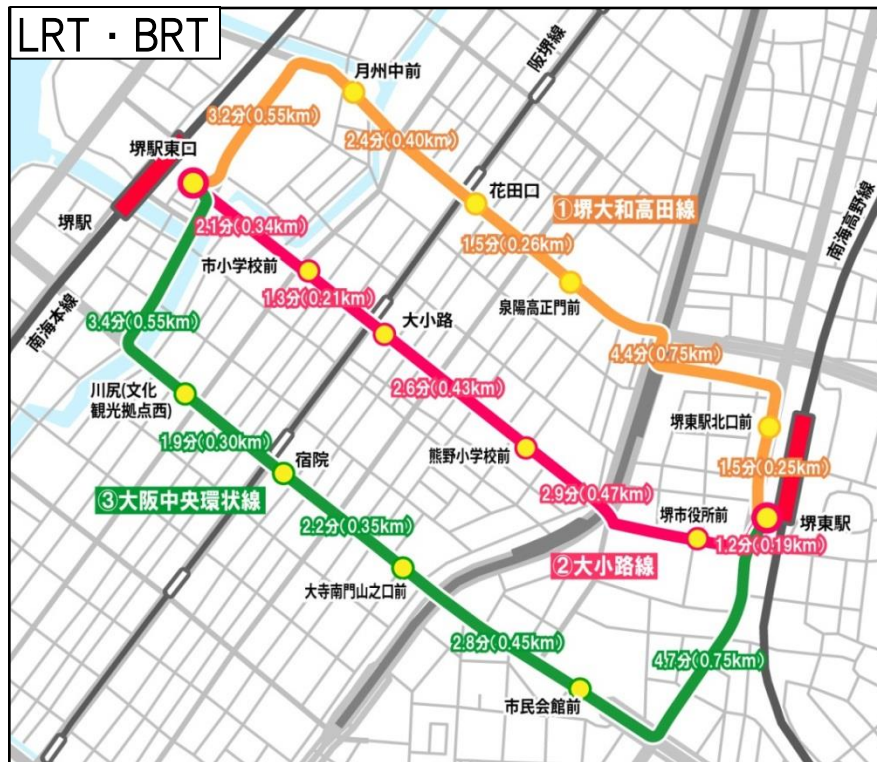 LRT・BRT
月州中前
阪堺線
3.2分(0.55km)
2.4分(0.40km)
堺駅東口
花田口
①堺大和高田線
南海高野線
堺駅
2.1分(0.34km)
1.5分(0.26km)
市小学校前
1.3分(0.21km)
泉陽高正門前
南海本線
3.4分(0.55km)
大小路
4.4分(0.75km)
川尻(文化
観光拠点西)
2.6分(0.43km)
堺東駅北口前
1.9分(0.30km)
宿院
熊野小学校前
1.5分(0.25km)
③大阪中央環状線
2.9分(0.47km)
堺市役所前
堺東駅
2.2分(0.35km)
1.2分(0.19km)
②大小路線
大寺南門山之口前
2.8分(0.45km)
4.7分(0.75km)
市民会館前